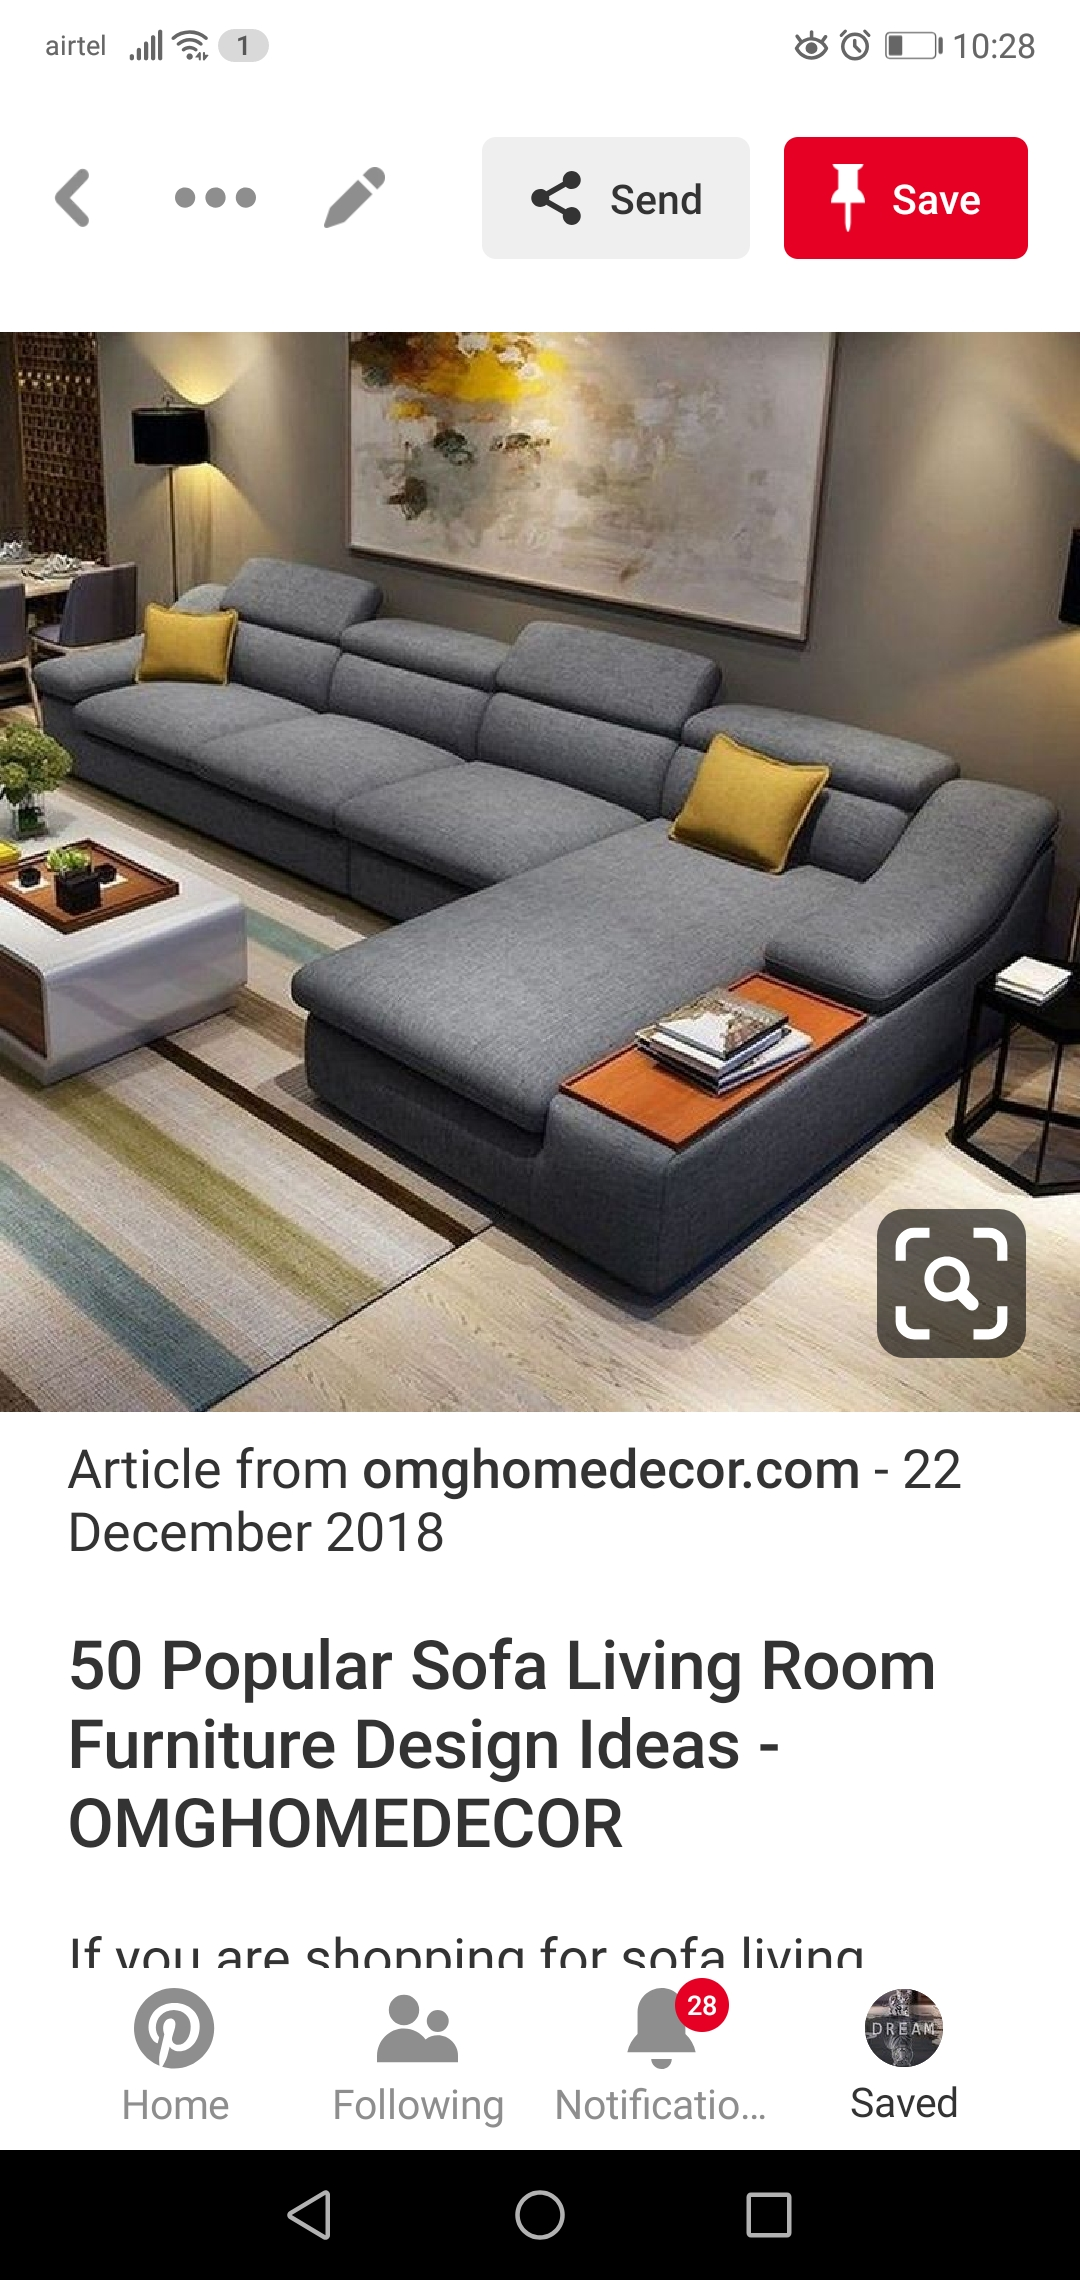 airtel 1 10:28
Send Save
Article from omghomedecor.com - 22
December 2018
50 Popular Sofa Living Room
Furniture Design Ideas -
OMGHOMEDECOR
If you are shopping for sofa living
28
DREAM
Home Following Notificatio... Saved